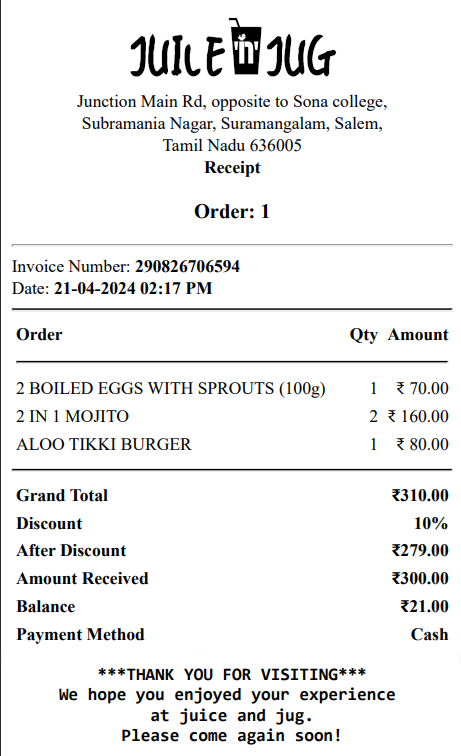 JUICE 'n' JUG
Junction Main Rd, opposite to Sona college,
Subramania Nagar, Suramangalam, Salem,
Tamil Nadu 636005
Receipt
Order: 1
Invoice Number: 290826706594
Date: 21-04-2024 02:17 PM
Order Qty Amount
2 BOILED EGGS WITH SPROUTS (100g) 1 ₹ 70.00
2 IN 1 MOJITO 2 ₹ 160.00
ALOO TIKKI BURGER 1 ₹ 80.00
Grand Total ₹310.00
Discount 10%
After Discount ₹279.00
Amount Received ₹300.00
Balance ₹21.00
Payment Method Cash
***THANK YOU FOR VISITING***
We hope you enjoyed your experience
at juice and jug.
Please come again soon!